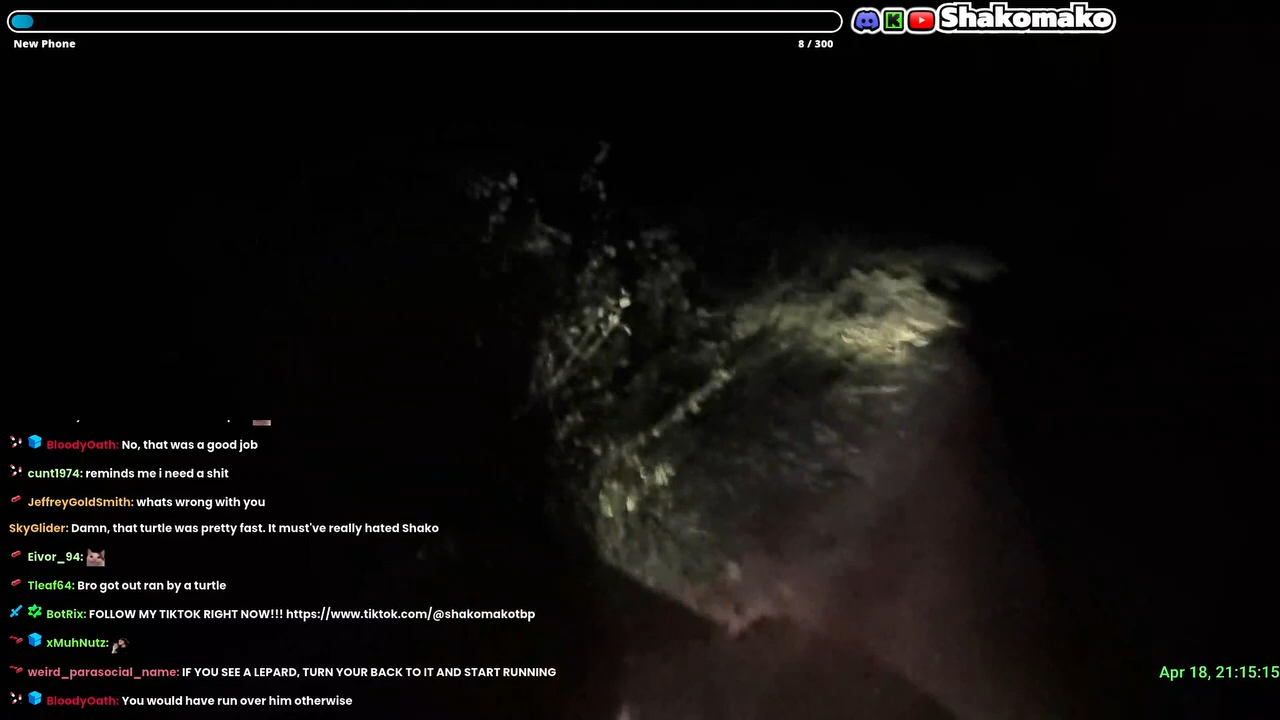 Shakomako
New Phone
8 / 300
BloodyOath: No, that was a good job
cunt1974: reminds me i need a shit
JeffreyGoldSmith: whats wrong with you
SkyGlider: Damn, that turtle was pretty fast. It must've really hated Shako
Eivor_94:
Tleaf64: Bro got out ran by a turtle
BotRix: FOLLOW MY TIKTOK RIGHT NOW!!! https://www.tiktok.com/@shakomakotbp
xMuhNutz:
weird_parasocial_name: IF YOU SEE A LEPARD, TURN YOUR BACK TO IT AND START RUNNING
Apr 18, 21:15:15
BloodyOath: You would have run over him otherwise